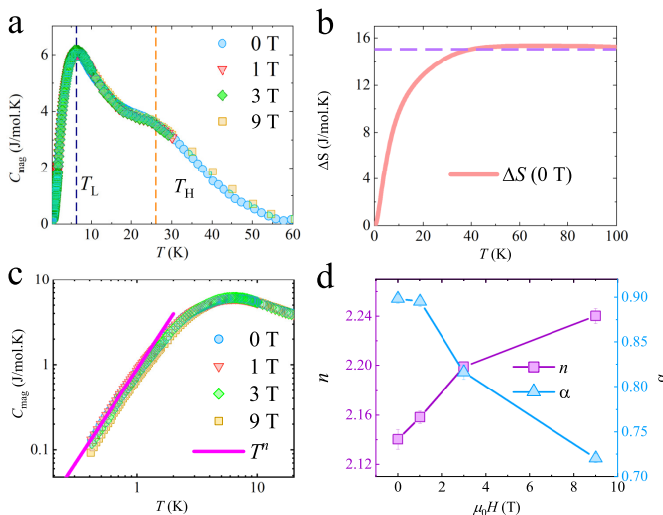 a
C_mag (J/mol.K)
6
4
2
0
0 T
1 T
3 T
9 T
T_L
T_H
0 10 20 30 40 50 60
T (K)
b
ΔS (J/mol.K)
16
12
8
4
0
ΔS (0 T)
0 20 40 60 80 100
T (K)
c
C_mag (J/mol.K)
10
1
0.1
0 T
1 T
3 T
9 T
T^n
1 10
T (K)
d
n
2.24
2.20
2.16
2.12
n
α
0.90
0.85
0.80
0.75
0.70
α
0 2 4 6 8 10
μ₀H (T)